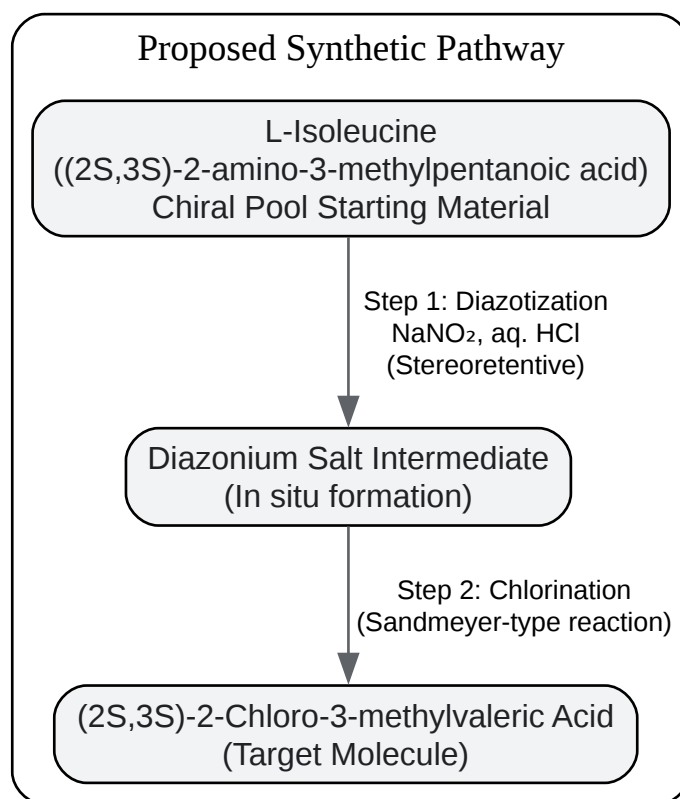 Proposed Synthetic Pathway
L-Isoleucine
((2S,3S)-2-amino-3-methylpentanoic acid)
Chiral Pool Starting Material
Step 1: Diazotization
NaNO₂, aq. HCl
(Stereoretentive)
Diazonium Salt Intermediate
(In situ formation)
Step 2: Chlorination
(Sandmeyer-type reaction)
(2S,3S)-2-Chloro-3-methylvaleric Acid
(Target Molecule)